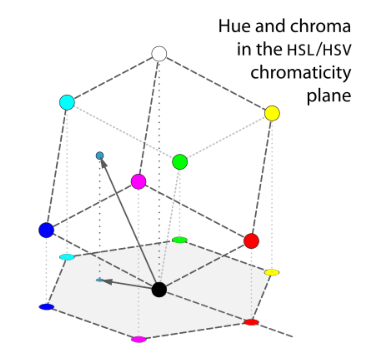 Hue and chroma
in the HSL/HSV
chromaticity
plane